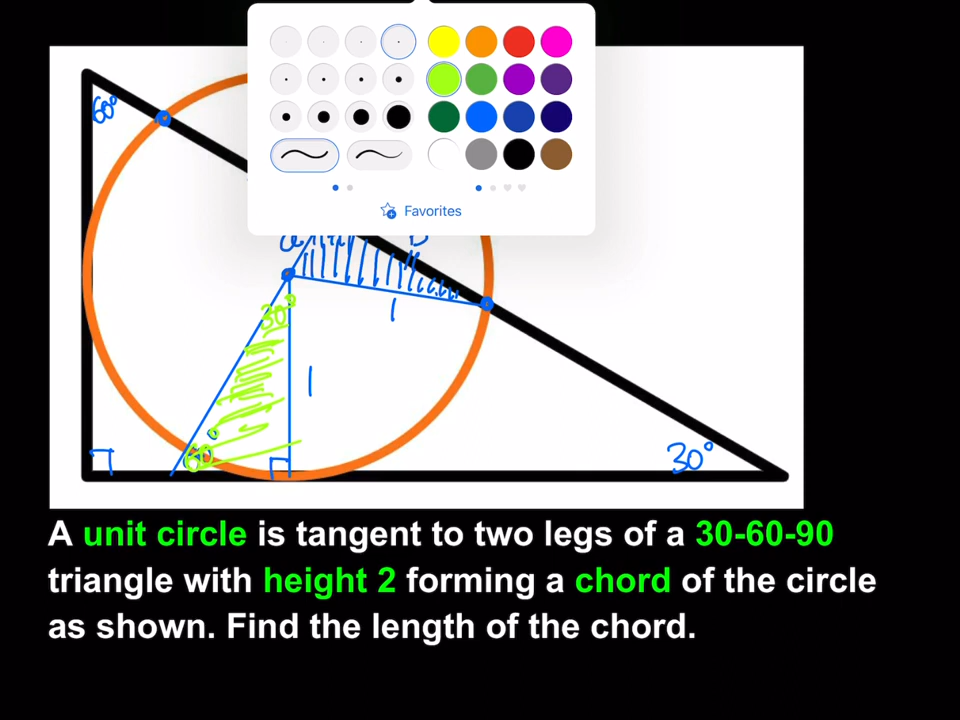 Favorites
60°
a
b
30°
1
1
60°
30°
A unit circle is tangent to two legs of a 30-60-90
triangle with height 2 forming a chord of the circle
as shown. Find the length of the chord.